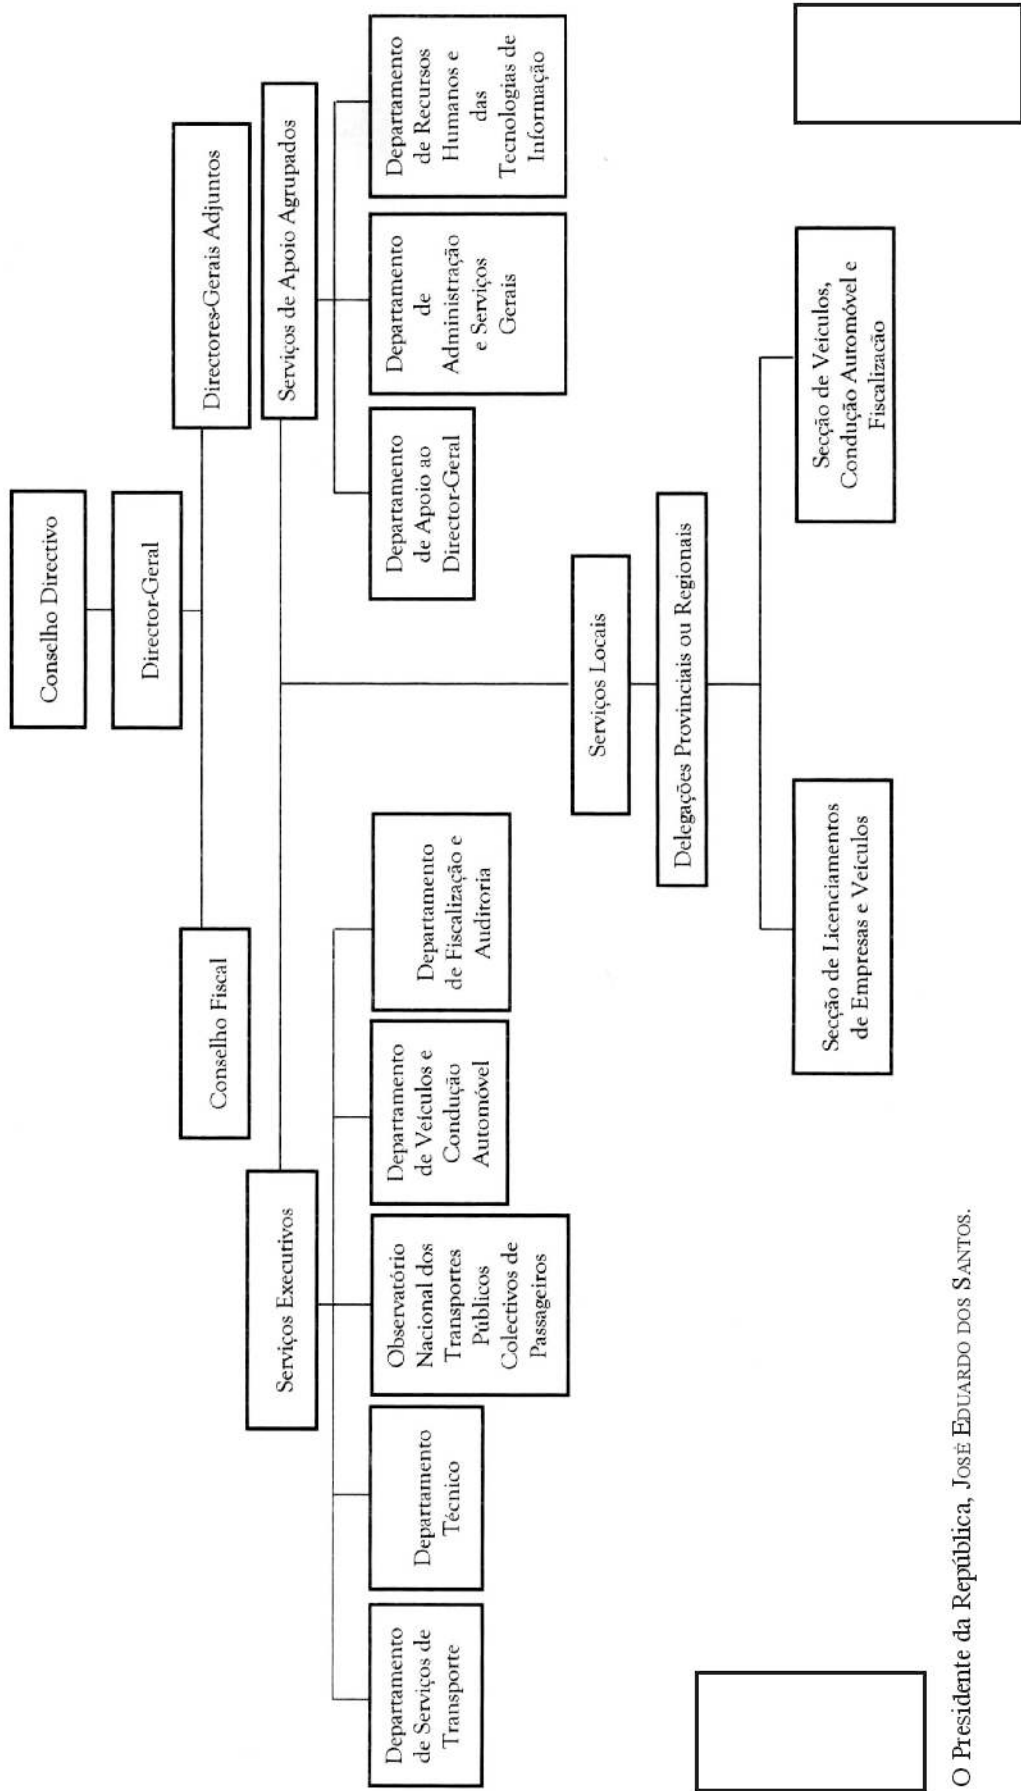 Conselho Directivo
Director-Geral
Conselho Fiscal
Directores-Gerais Adjuntos
Serviços Executivos
Serviços de Apoio Agrupados
Departamento
de Serviços de
Transporte
Departamento
Técnico
Observatório
Nacional dos
Transportes
Públicos
Colectivos de
Passageiros
Departamento
de Veículos e
Condução
Automóvel
Departamento
de Fiscalização e
Auditoria
Departamento
de Apoio ao
Director-Geral
Departamento
de
Administração
e Serviços
Gerais
Departamento
de Recursos
Humanos e
das
Tecnologias de
Informação
Serviços Locais
Delegações Provinciais ou Regionais
Secção de Licenciamentos
de Empresas e Veículos
Secção de Veículos,
Condução Automóvel e
Fiscalizacão
O Presidente da República, JOSÉ EDUARDO DOS SANTOS.